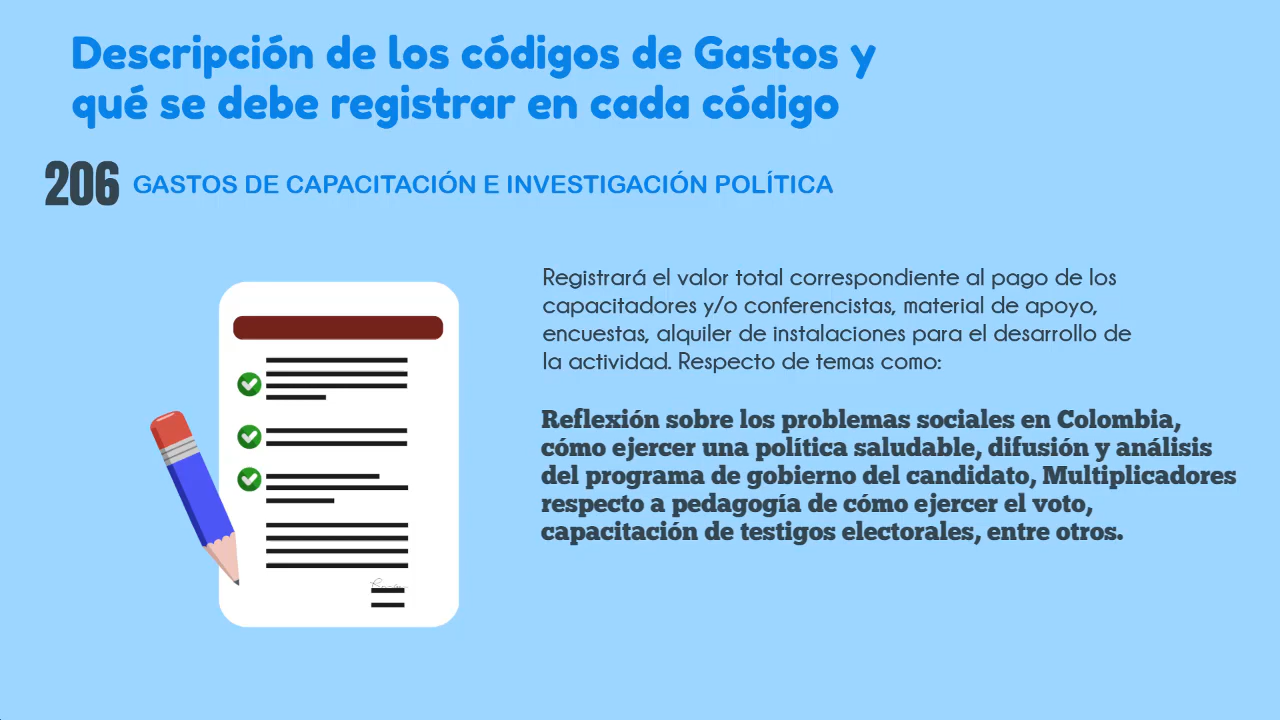 Descripción de los códigos de Gastos y
qué se debe registrar en cada código
206 GASTOS DE CAPACITACIÓN E INVESTIGACIÓN POLÍTICA
Registrará el valor total correspondiente al pago de los
capacitadores y/o conferencistas, material de apoyo,
encuestas, alquiler de instalaciones para el desarrollo de
la actividad. Respecto de temas como:
Reflexión sobre los problemas sociales en Colombia,
cómo ejercer una política saludable, difusión y análisis
del programa de gobierno del candidato, Multiplicadores
respecto a pedagogía de cómo ejercer el voto,
capacitación de testigos electorales, entre otros.